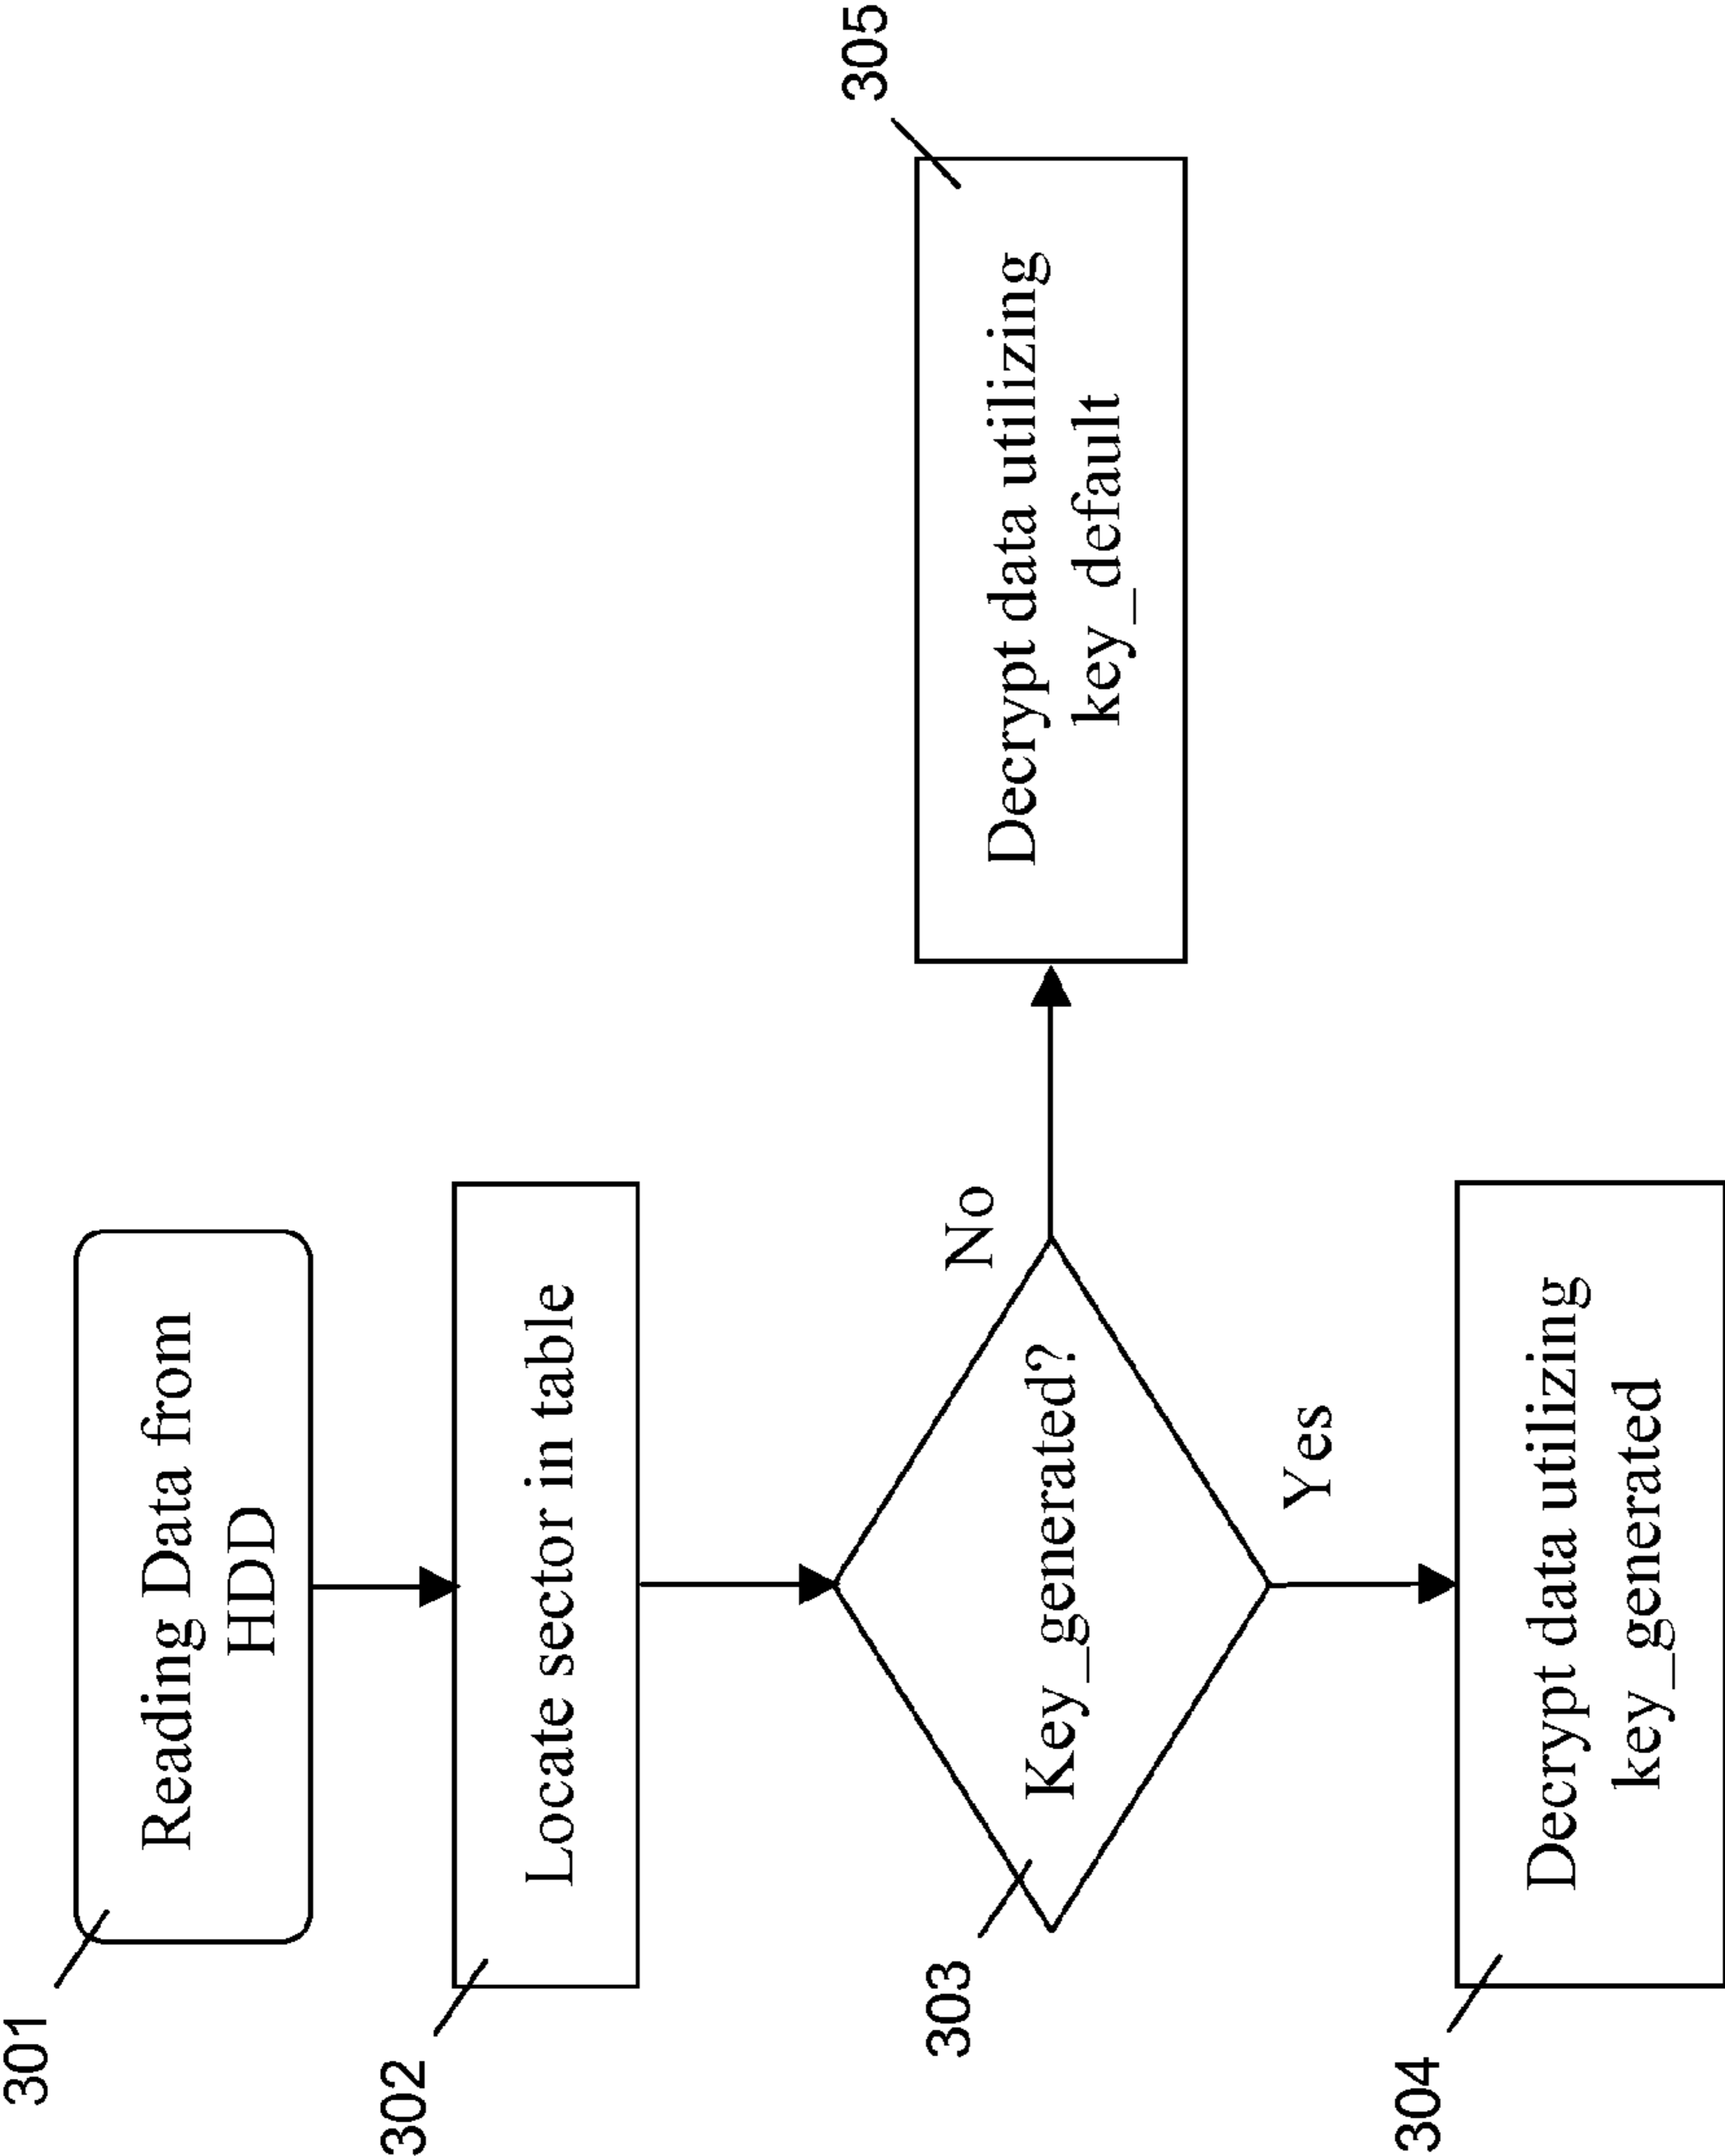 301
Reading Data from
HDD
302
Locate sector in table
303
Key_generated?
No
305
Decrypt data utilizing
key_default
Yes
304
Decrypt data utilizing
key_generated